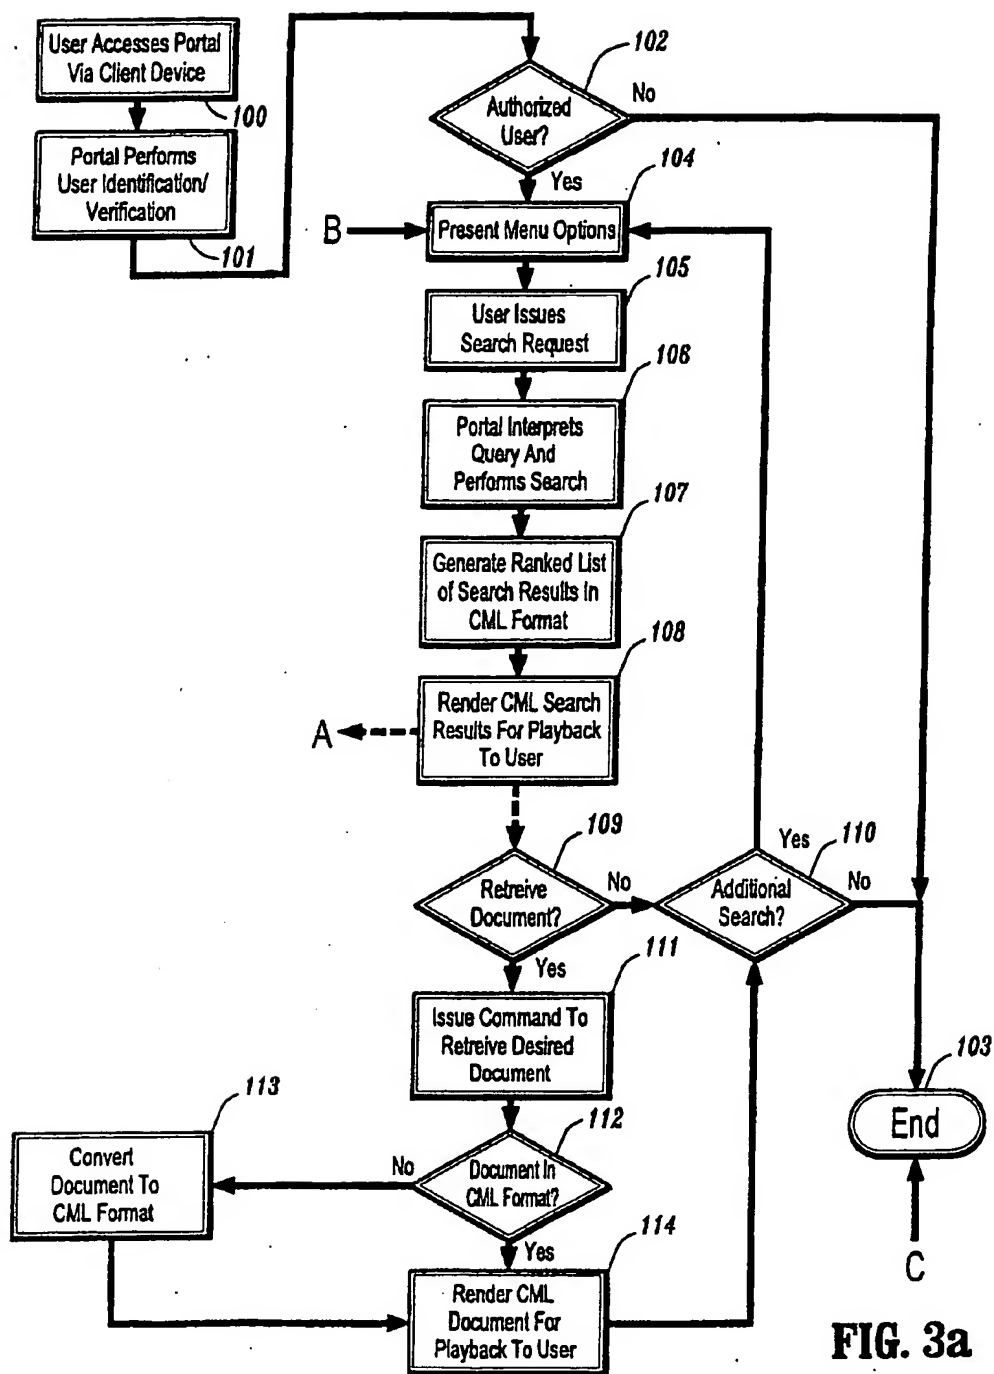 User Accesses Portal
Via Client Device
100
Portal Performs
User Identification/
Verification
101
102
Authorized
User?
No
Yes
104
B
Present Menu Options
105
User Issues
Search Request
106
Portal Interprets
Query And
Performs Search
107
Generate Ranked List
of Search Results In
CML Format
108
Render CML Search
Results For Playback
To User
A
109
Retreive
Document?
No
110
Additional
Search?
Yes
No
Yes
111
Issue Command To
Retreive Desired
Document
103
End
C
112
Document In
CML Format?
No
Yes
113
Convert
Document To
CML Format
114
Render CML
Document For
Playback To User
FIG. 3a